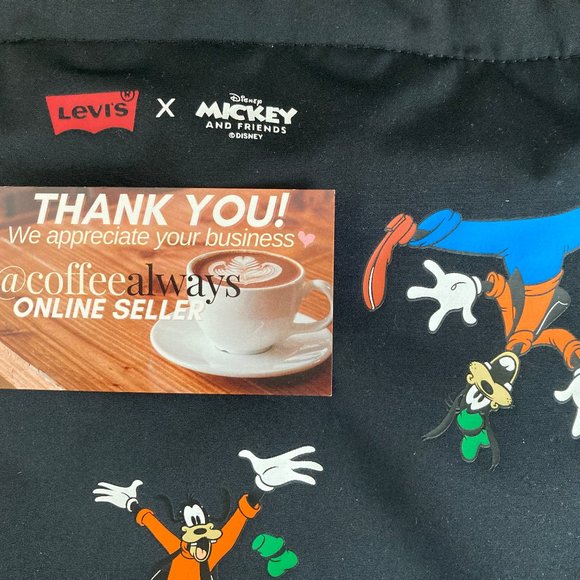 LEVI'S ® X Disney
MICKEY
AND FRIENDS
©DISNEY
THANK YOU!
We appreciate your business
@coffeealways
ONLINE SELLER